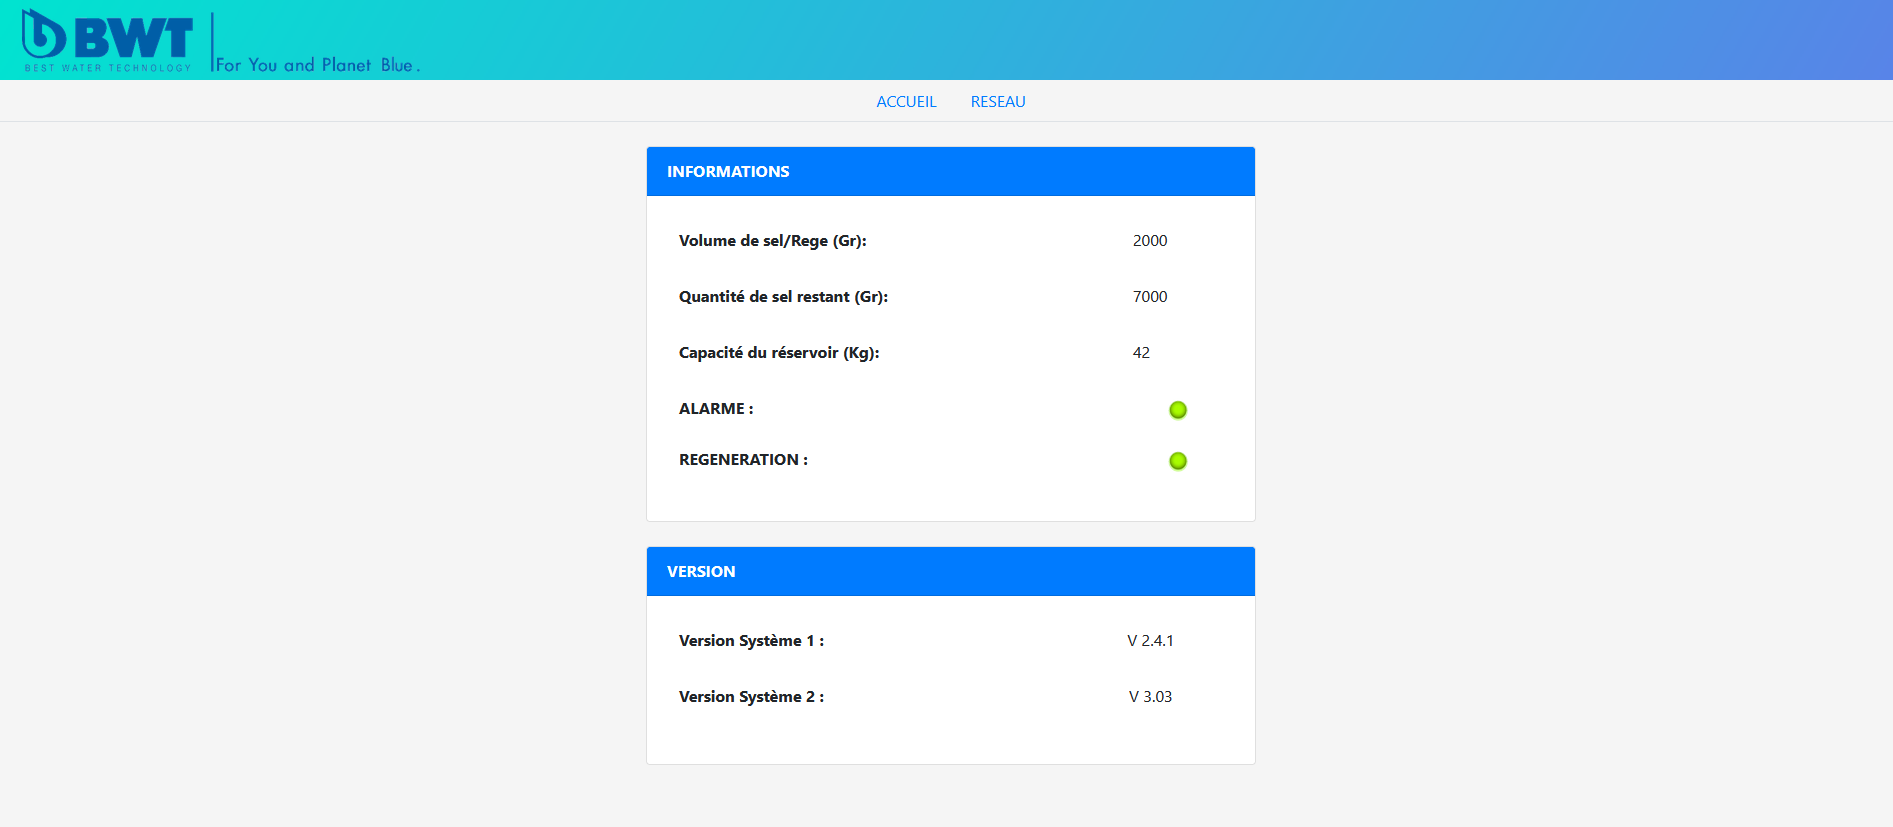 BWT
BEST WATER TECHNOLOGY
For You and Planet Blue.
ACCUEIL RESEAU
INFORMATIONS
Volume de sel/Rege (Gr): 2000
Quantité de sel restant (Gr): 7000
Capacité du réservoir (Kg): 42
ALARME :
REGENERATION :
VERSION
Version Système 1 : V 2.4.1
Version Système 2 : V 3.03